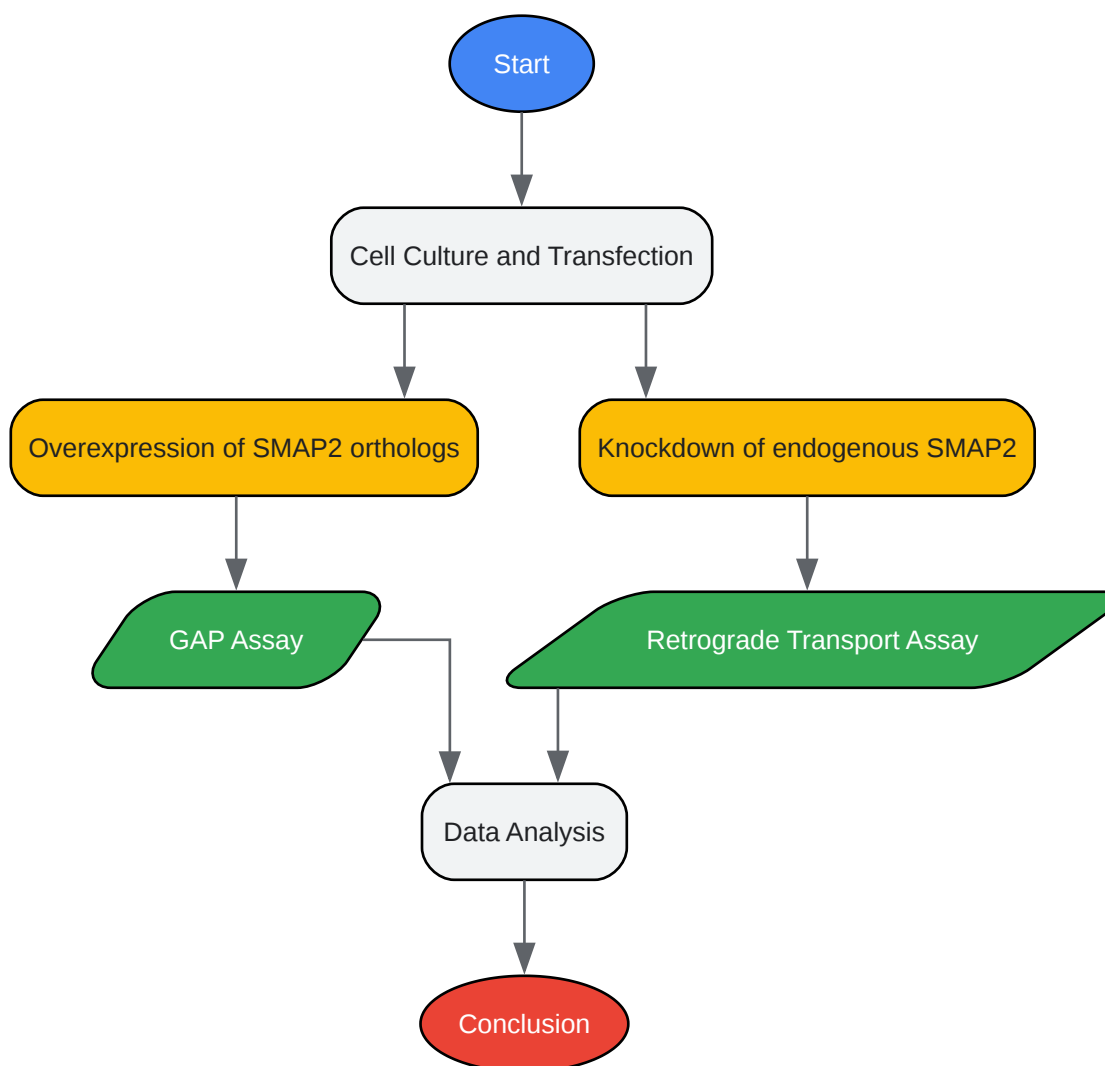 Start
Cell Culture and Transfection
Overexpression of SMAP2 orthologs
Knockdown of endogenous SMAP2
GAP Assay
Retrograde Transport Assay
Data Analysis
Conclusion